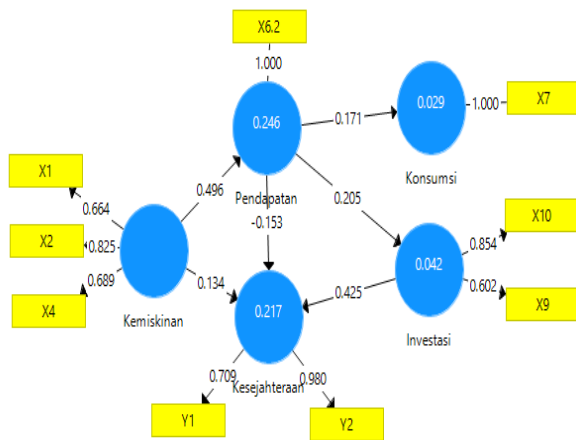 X6.2
1.000
0.246
Pendapatan
0.171
0.029
Konsumsi
1.000
X7
X1
0.664
X2
0.825
X4
0.689
Kemiskinan
0.496
0.134
-0.153
0.205
0.042
Investasi
X10
0.854
0.602
X9
0.425
0.217
Kesejahteraan
0.709
0.980
Y1
Y2